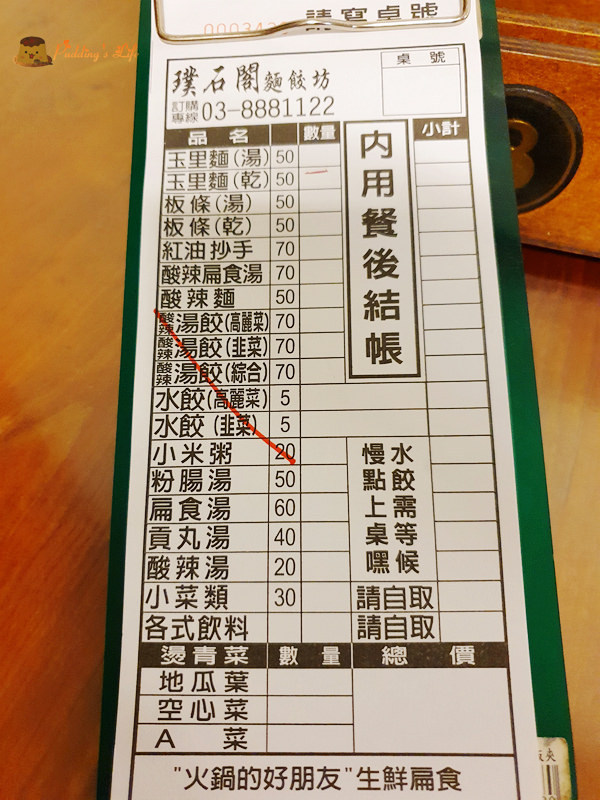 請寫桌號
Pudding's Life
璞石閣麵餃坊
桌號
訂購專線 03-8881122
品名 數量 小計
玉里麵(湯) 50
玉里麵(乾) 50
板條(湯) 50
板條(乾) 50
紅油抄手 70
酸辣扁食湯 70
酸辣麵 50
酸辣湯餃(高麗菜) 70
酸辣湯餃(韭菜) 70
酸辣湯餃(綜合) 70
水餃(高麗菜) 5
水餃(韭菜) 5
小米粥 20
粉腸湯 50
扁食湯 60
貢丸湯 40
酸辣湯 20
小菜類 30 請自取
各式飲料 請自取
內用餐後結帳
水餃需等候
慢點上桌嘿
燙青菜 數量 總價
地瓜葉
空心菜
A菜
"火鍋的好朋友"生鮮扁食